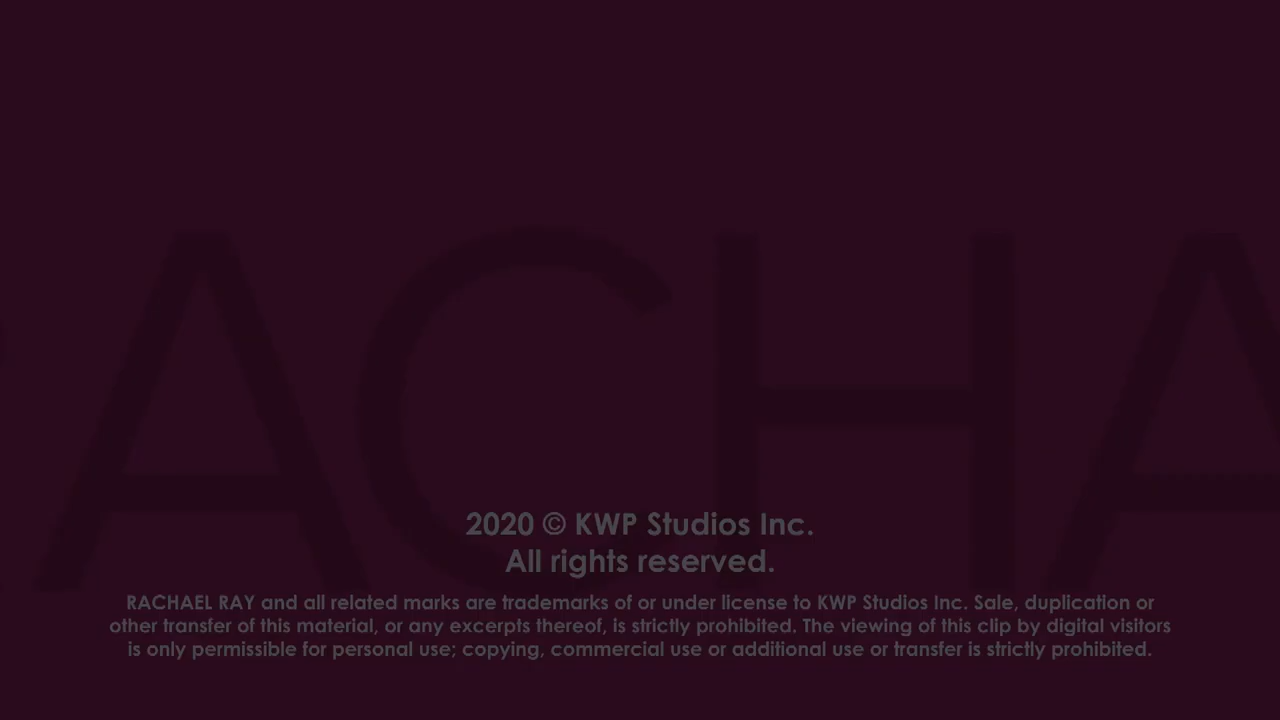 ACHA
2020 © KWP Studios Inc.
All rights reserved.
RACHAEL RAY and all related marks are trademarks of or under license to KWP Studios Inc. Sale, duplication or
other transfer of this material, or any excerpts thereof, is strictly prohibited. The viewing of this clip by digital visitors
is only permissible for personal use; copying, commercial use or additional use or transfer is strictly prohibited.